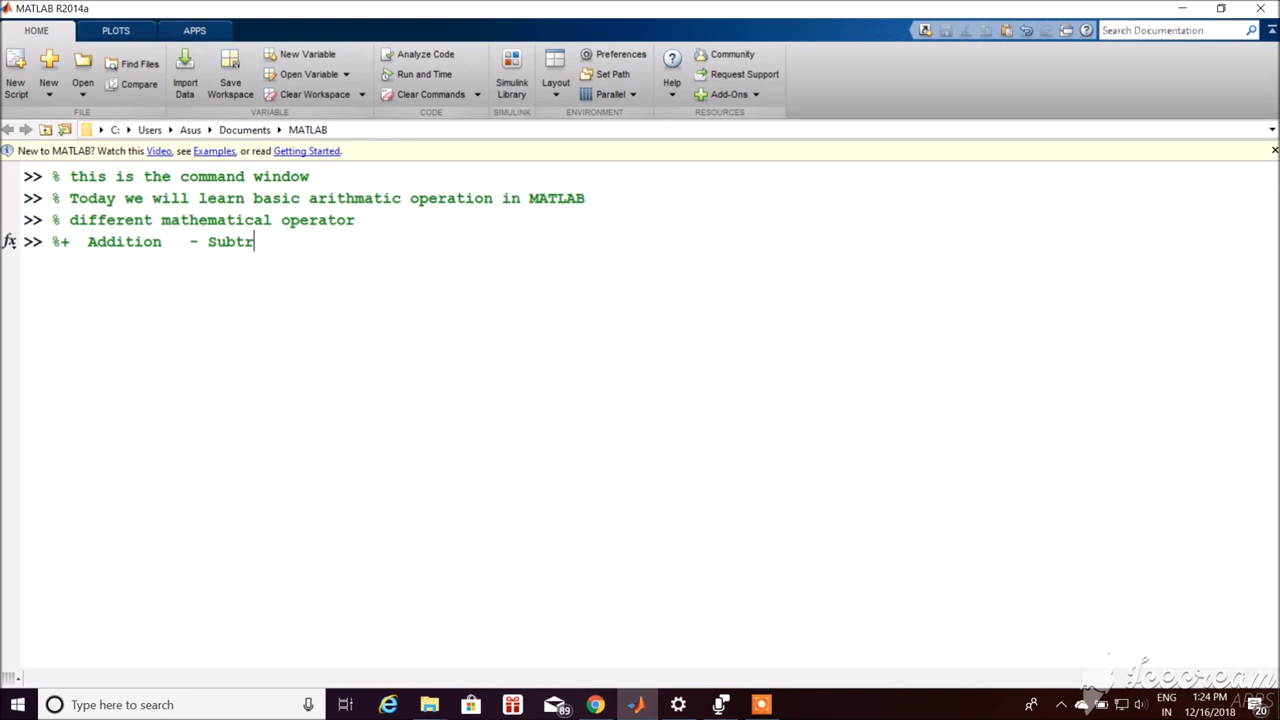 MATLAB R2014a
HOME PLOTS APPS Search Documentation
New Script New Open Find Files Compare Import Data Save Workspace New Variable Open Variable Clear Workspace Analyze Code Run and Time Clear Commands Simulink Library Layout Preferences Set Path Parallel Help Community Request Support Add-Ons
FILE VARIABLE CODE SIMULINK ENVIRONMENT RESOURCES
C: Users Asus Documents MATLAB
New to MATLAB? Watch this Video, see Examples, or read Getting Started.
>> % this is the command window
>> % Today we will learn basic arithmatic operation in MATLAB
>> % different mathematical operator
fx >> %+ Addition - Subtr
Icecream
APPS
Type here to search 89 ENG 1:24 PM
IN 12/16/2018 20